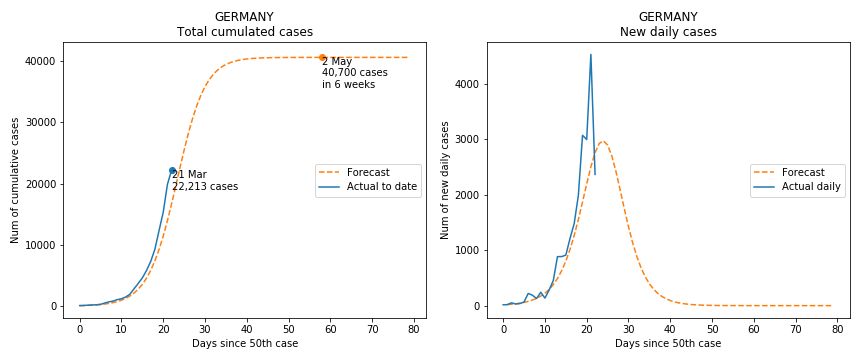 GERMANY
Total cumulated cases
Num of cumulative cases
40000
30000
20000
10000
0
2 May
40,700 cases
in 6 weeks
21 Mar
22,213 cases
Forecast
Actual to date
0 10 20 30 40 50 60 70 80
Days since 50th case
GERMANY
New daily cases
Num of new daily cases
4000
3000
2000
1000
0
Forecast
Actual daily
0 10 20 30 40 50 60 70 80
Days since 50th case